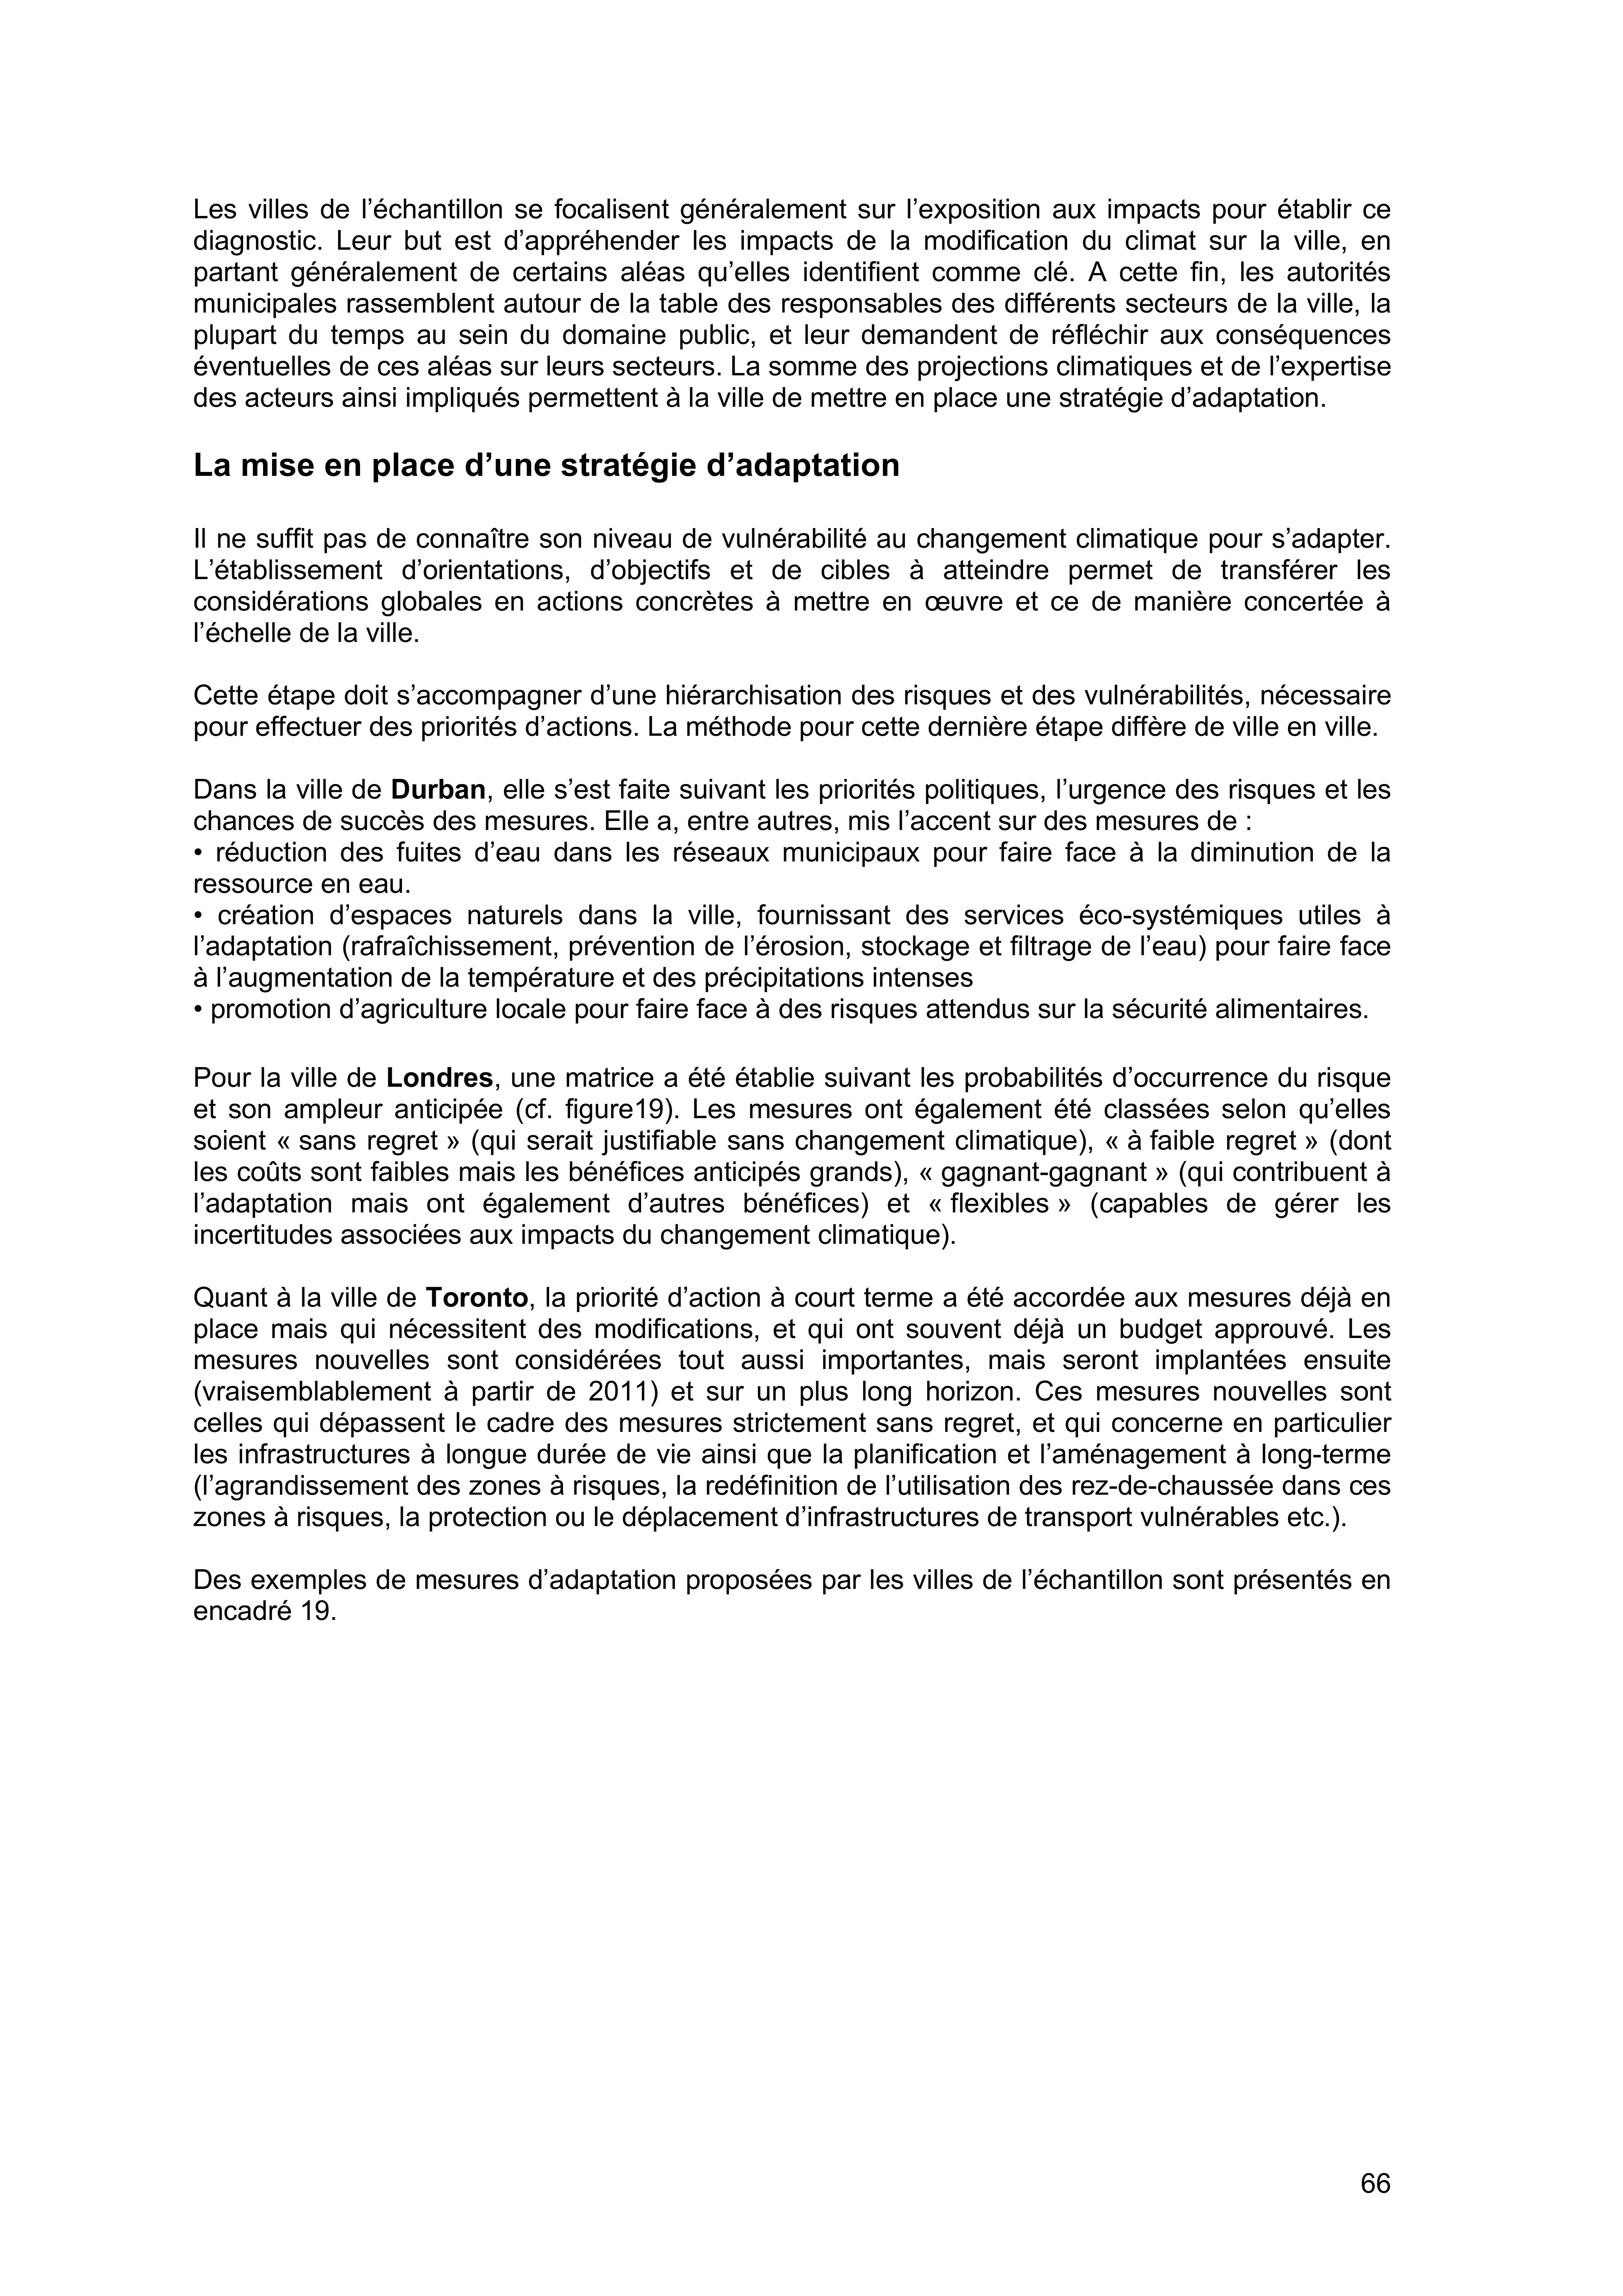 Les villes de l’échantillon se focalisent généralement sur l’exposition aux impacts pour établir ce
diagnostic. Leur but est d’appréhender les impacts de la modification du climat sur la ville, en
partant généralement de certains aléas qu’elles identifient comme clé. A cette fin, les autorités
municipales rassemblent autour de la table des responsables des différents secteurs de la ville, la
plupart du temps au sein du domaine public, et leur demandent de réfléchir aux conséquences
éventuelles de ces aléas sur leurs secteurs. La somme des projections climatiques et de l’expertise
des acteurs ainsi impliqués permettent à la ville de mettre en place une stratégie d’adaptation.
La mise en place d’une stratégie d’adaptation
Il ne suffit pas de connaître son niveau de vulnérabilité au changement climatique pour s’adapter.
L’établissement d’orientations, d’objectifs et de cibles à atteindre permet de transférer les
considérations globales en actions concrètes à mettre en œuvre et ce de manière concertée à
l’échelle de la ville.
Cette étape doit s’accompagner d’une hiérarchisation des risques et des vulnérabilités, nécessaire
pour effectuer des priorités d’actions. La méthode pour cette dernière étape diffère de ville en ville.
Dans la ville de Durban, elle s’est faite suivant les priorités politiques, l’urgence des risques et les
chances de succès des mesures. Elle a, entre autres, mis l’accent sur des mesures de :
• réduction des fuites d’eau dans les réseaux municipaux pour faire face à la diminution de la
ressource en eau.
• création d’espaces naturels dans la ville, fournissant des services éco-systémiques utiles à
l’adaptation (rafraîchissement, prévention de l’érosion, stockage et filtrage de l’eau) pour faire face
à l’augmentation de la température et des précipitations intenses
• promotion d’agriculture locale pour faire face à des risques attendus sur la sécurité alimentaires.
Pour la ville de Londres, une matrice a été établie suivant les probabilités d’occurrence du risque
et son ampleur anticipée (cf. figure19). Les mesures ont également été classées selon qu’elles
soient « sans regret » (qui serait justifiable sans changement climatique), « à faible regret » (dont
les coûts sont faibles mais les bénéfices anticipés grands), « gagnant-gagnant » (qui contribuent à
l’adaptation mais ont également d’autres bénéfices) et « flexibles » (capables de gérer les
incertitudes associées aux impacts du changement climatique).
Quant à la ville de Toronto, la priorité d’action à court terme a été accordée aux mesures déjà en
place mais qui nécessitent des modifications, et qui ont souvent déjà un budget approuvé. Les
mesures nouvelles sont considérées tout aussi importantes, mais seront implantées ensuite
(vraisemblablement à partir de 2011) et sur un plus long horizon. Ces mesures nouvelles sont
celles qui dépassent le cadre des mesures strictement sans regret, et qui concerne en particulier
les infrastructures à longue durée de vie ainsi que la planification et l’aménagement à long-terme
(l’agrandissement des zones à risques, la redéfinition de l’utilisation des rez-de-chaussée dans ces
zones à risques, la protection ou le déplacement d’infrastructures de transport vulnérables etc.).
Des exemples de mesures d’adaptation proposées par les villes de l’échantillon sont présentés en
encadré 19.
66